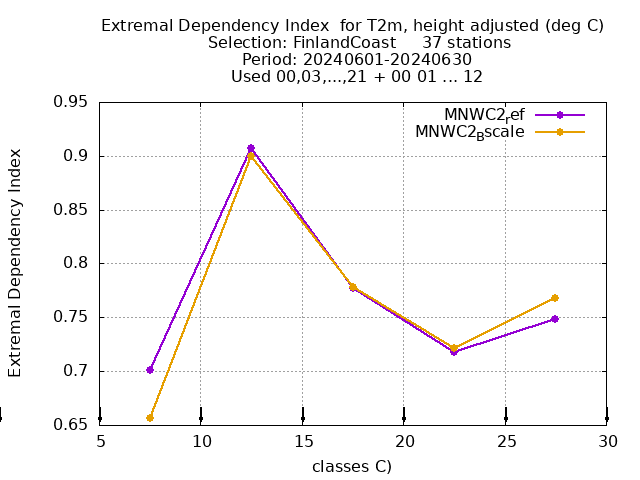 Extremal Dependency Index  for T2m, height adjusted (deg C)
Selection: FinlandCoast     37 stations
Period: 20240601-20240630
Used 00,03,...,21 + 00 01 ... 12
MNWC2ref
MNWC2Bscale
Extremal Dependency Index
0.95
0.9
0.85
0.8
0.75
0.7
0.65
5
10
15
20
25
30
classes C)